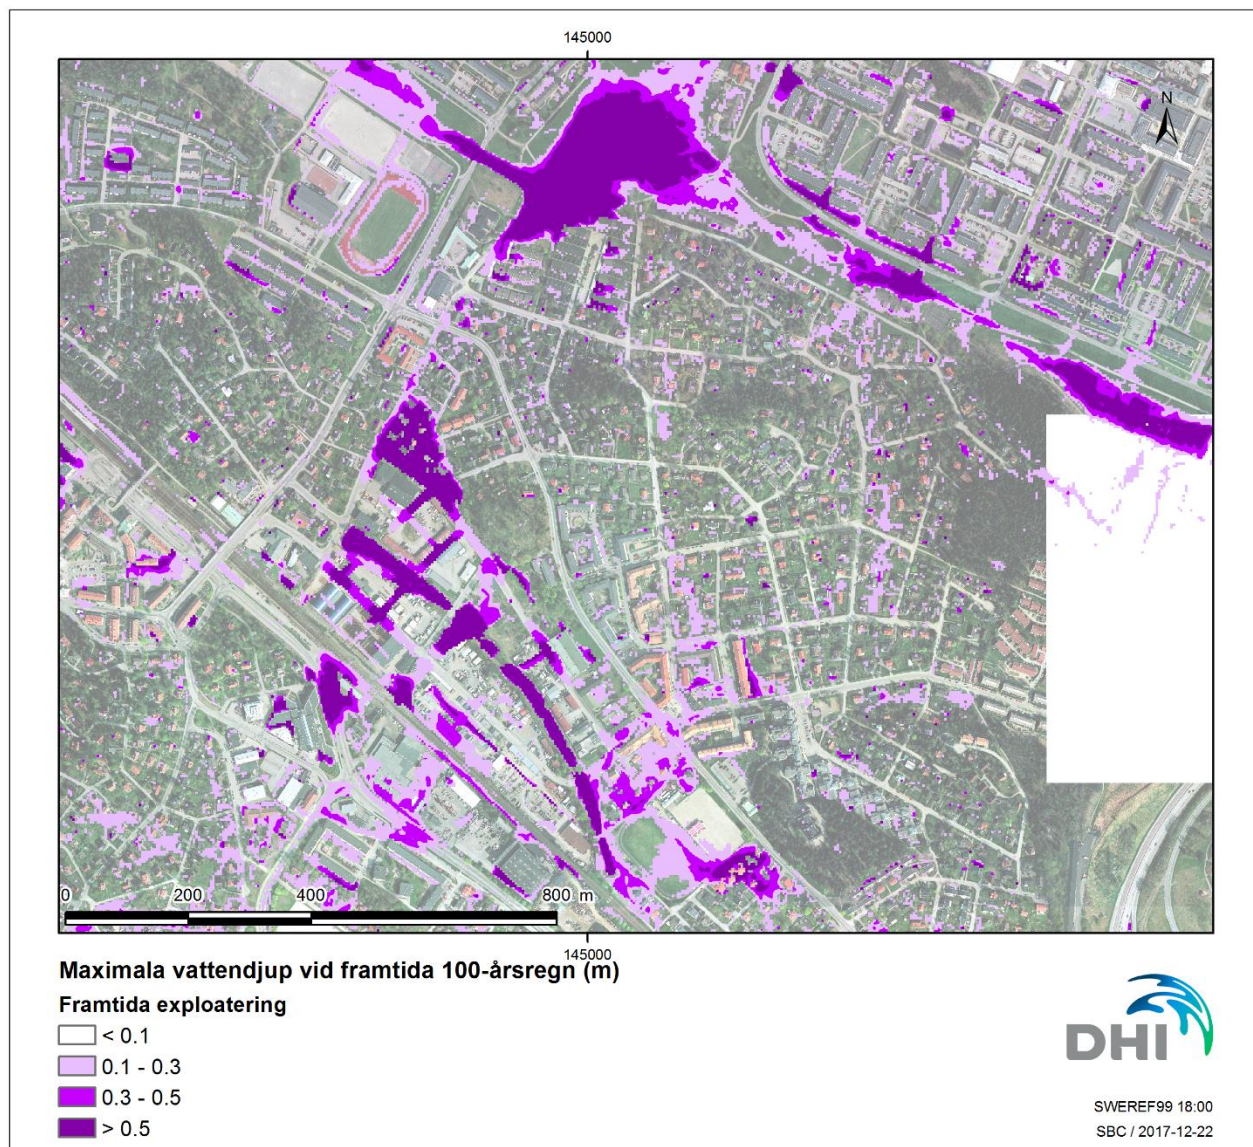 145000
N
0 200 400 800 m
145000
Maximala vattendjup vid framtida 100-årsregn (m)
Framtida exploatering
< 0.1
0.1 - 0.3
0.3 - 0.5
> 0.5
DHI
SWEREF99 18:00
SBC / 2017-12-22